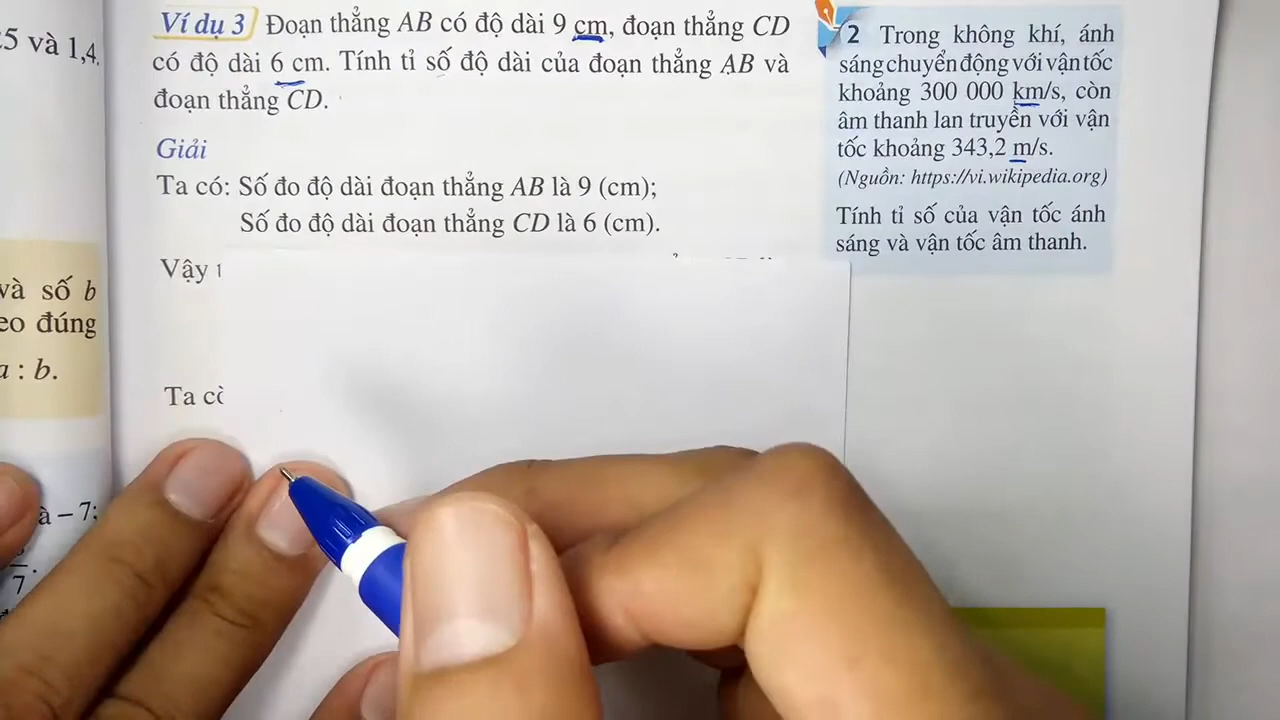 5 và 1,4.
và số b
eo đúng
a : b.
à – 7:
7.
Ví dụ 3 Đoạn thẳng AB có độ dài 9 cm, đoạn thẳng CD
có độ dài 6 cm. Tính tỉ số độ dài của đoạn thẳng AB và
đoạn thẳng CD.
Giải
Ta có: Số đo độ dài đoạn thẳng AB là 9 (cm);
Số đo độ dài đoạn thẳng CD là 6 (cm).
Vậy
Ta
2 Trong không khí, ánh
sáng chuyển động với vận tốc
khoảng 300 000 km/s, còn
âm thanh lan truyền với vận
tốc khoảng 343,2 m/s.
(Nguồn: https://vi.wikipedia.org)
Tính tỉ số của vận tốc ánh
sáng và vận tốc âm thanh.